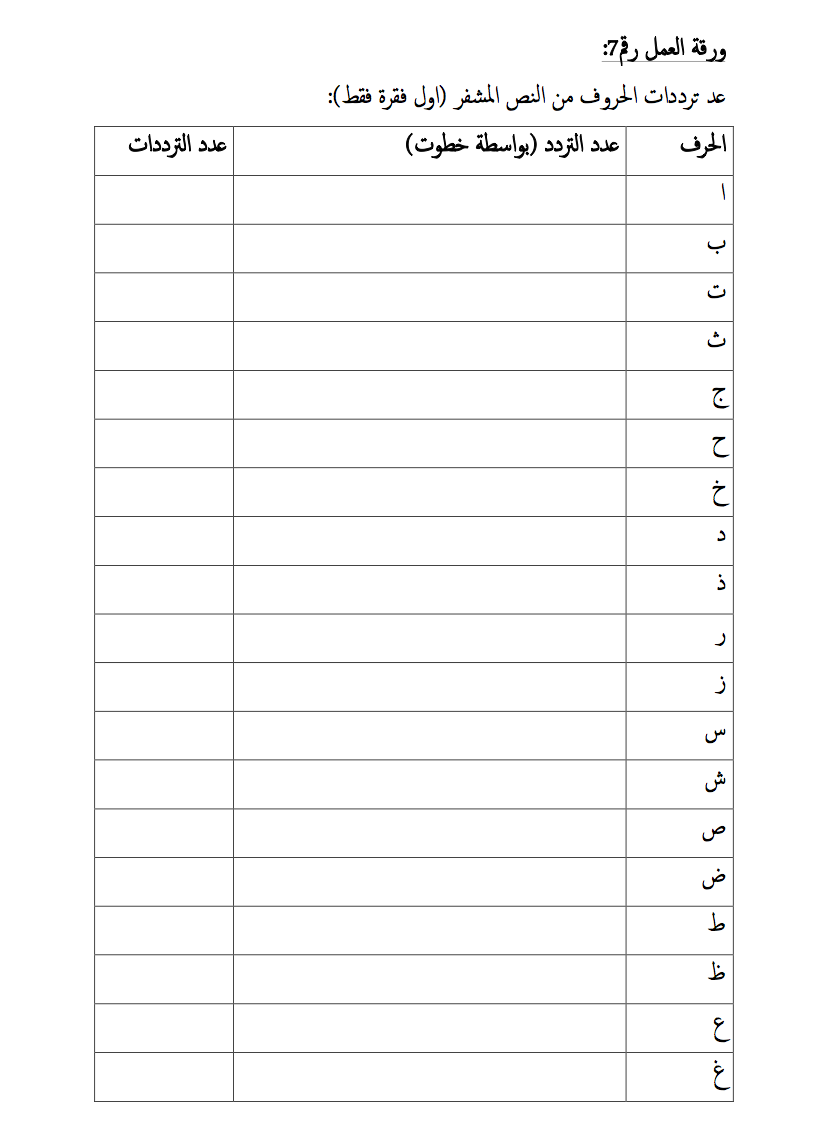 ورقة العمل رقم7:
عد ترددات الحروف من النص المشفر (اول فقرة فقط):
الحرف عدد التردد (بواسطة خطوت) عدد الترددات
ا
ب
ت
ث
ج
ح
خ
د
ذ
ر
ز
س
ش
ص
ض
ط
ظ
ع
غ